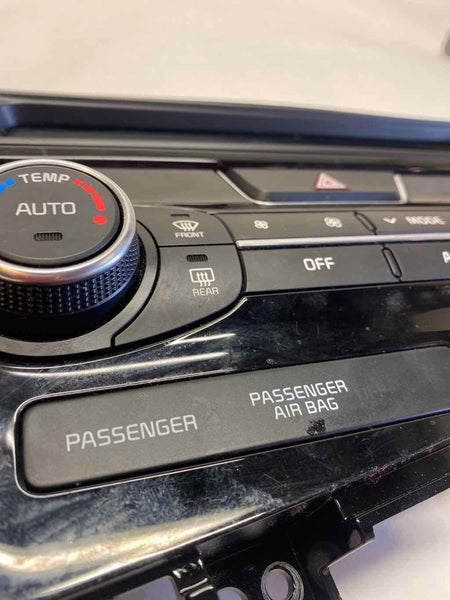 TEMP
AUTO
FRONT
MODE
OFF
A
REAR
PASSENGER
PASSENGER
AIR BAG